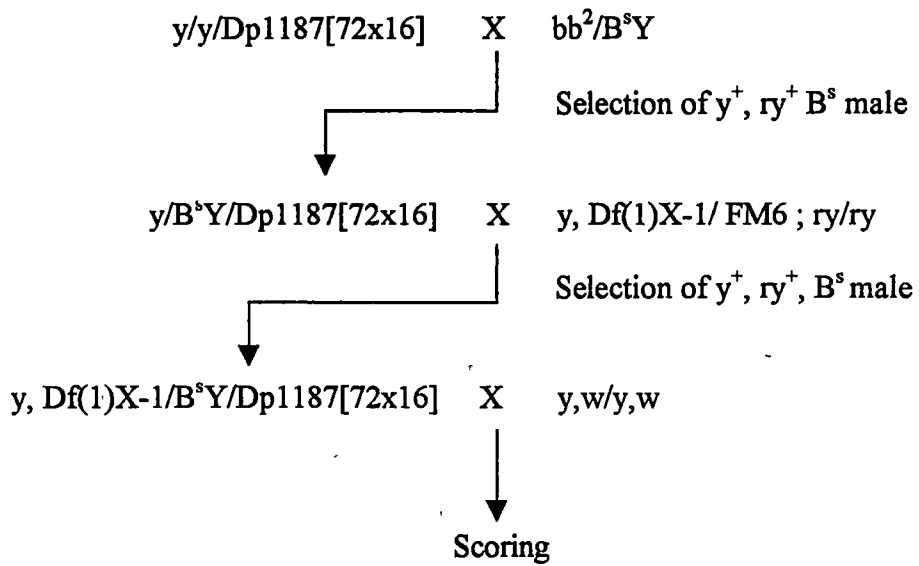 y/y/Dp1187[72x16] X bb²/BˢY
Selection of y⁺, ry⁺ Bˢ male
y/BˢY/Dp1187[72x16] X y, Df(1)X-1/ FM6 ; ry/ry
Selection of y⁺, ry⁺, Bˢ male
y, Df(1)X-1/BˢY/Dp1187[72x16] X y,w/y,w
Scoring